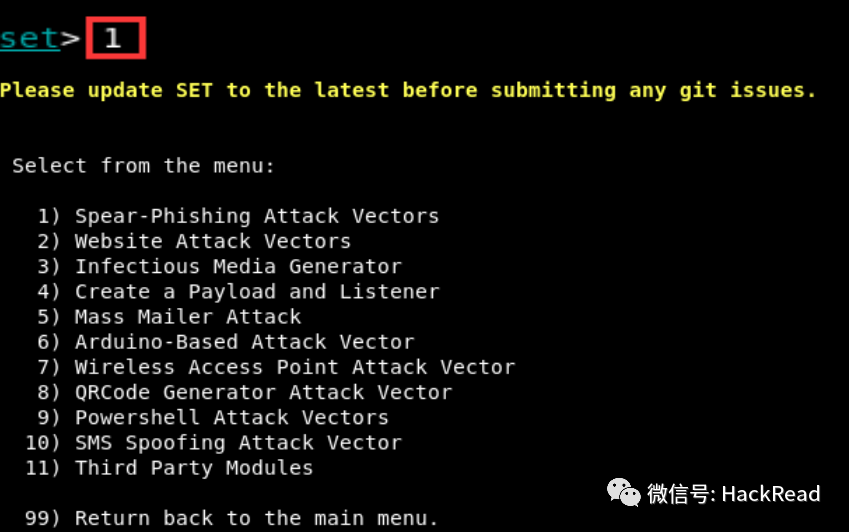 set> 1
Please update SET to the latest before submitting any git issues.
Select from the menu:
1) Spear-Phishing Attack Vectors
2) Website Attack Vectors
3) Infectious Media Generator
4) Create a Payload and Listener
5) Mass Mailer Attack
6) Arduino-Based Attack Vector
7) Wireless Access Point Attack Vector
8) QRCode Generator Attack Vector
9) Powershell Attack Vectors
10) SMS Spoofing Attack Vector
11) Third Party Modules
微信号: HackRead
99) Return back to the main menu.